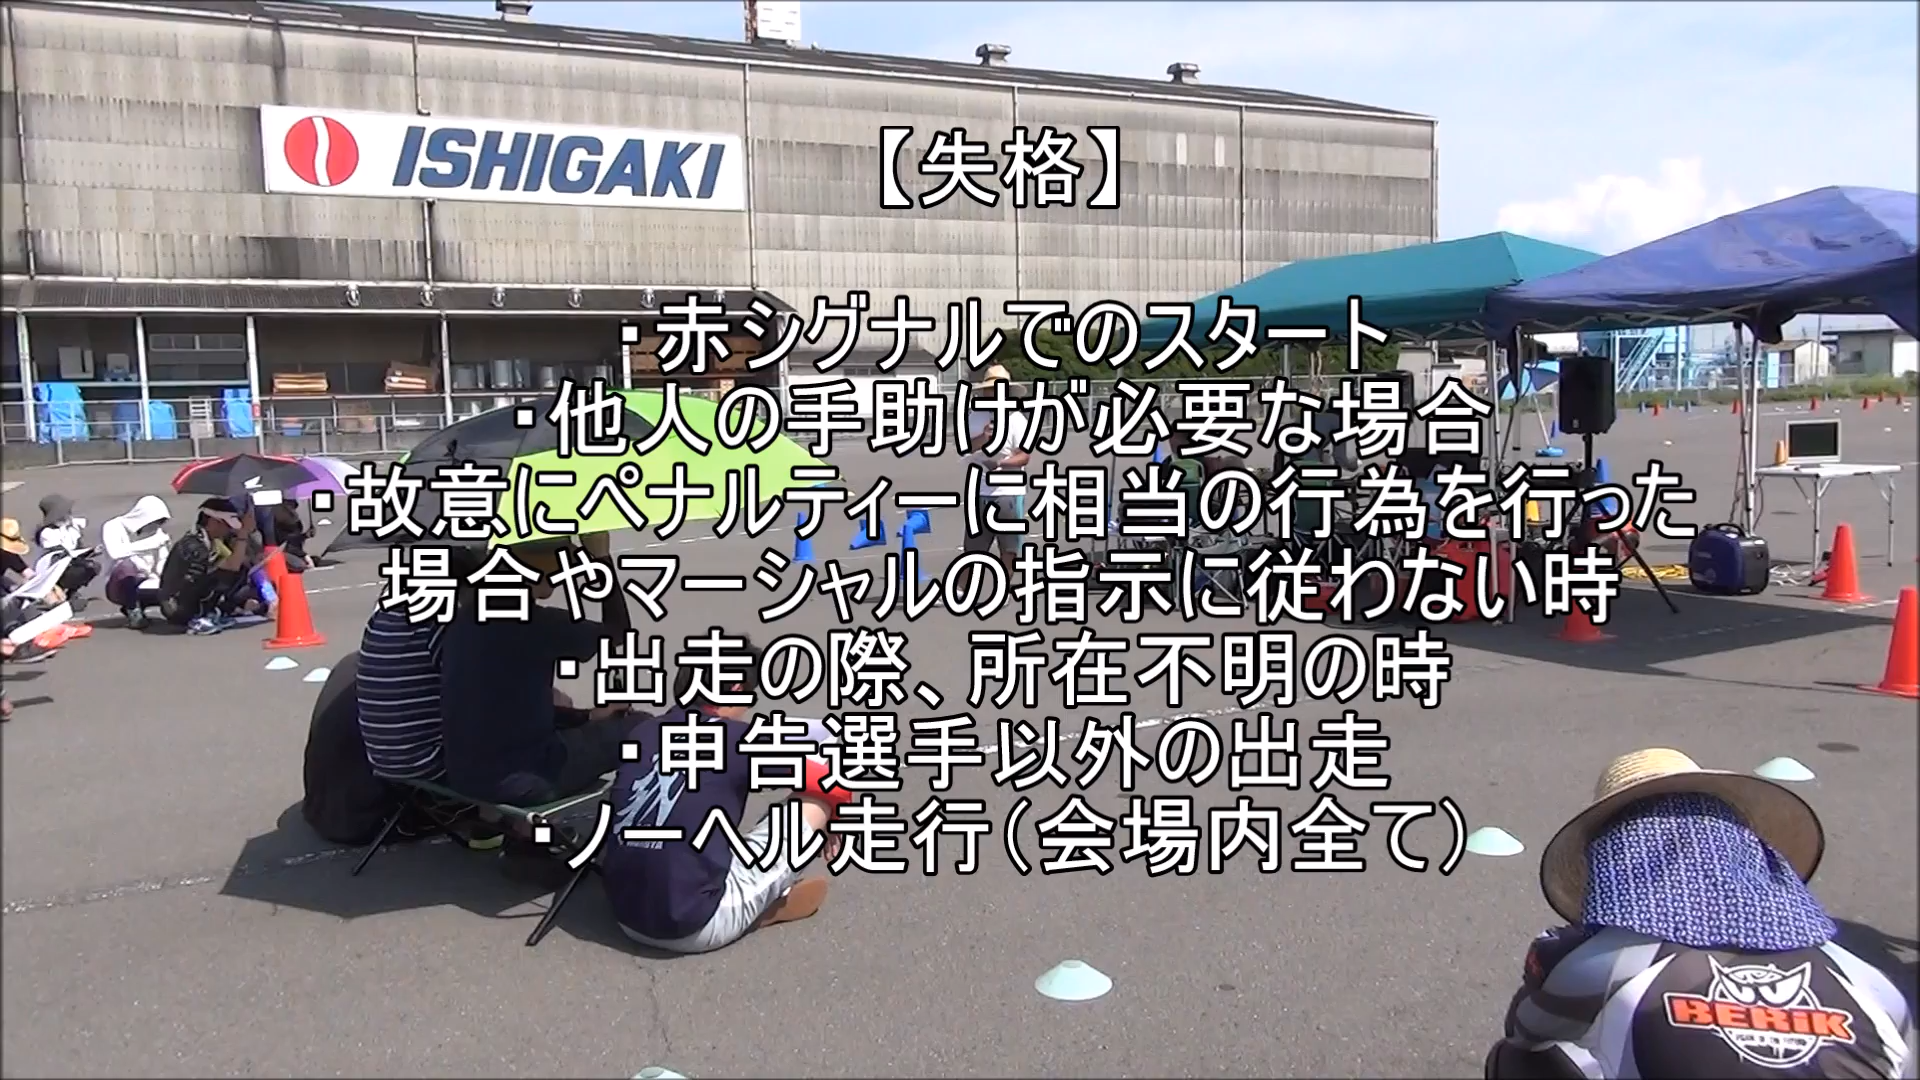 ISHIGAKI
【失格】
・赤シグナルでのスタート
・他人の手助けが必要な場合
・故意にペナルティーに相当の行為を行った
場合やマーシャルの指示に従わない時
・出走の際、所在不明の時
・申告選手以外の出走
・ノーヘル走行（会場内全て）
BERIK